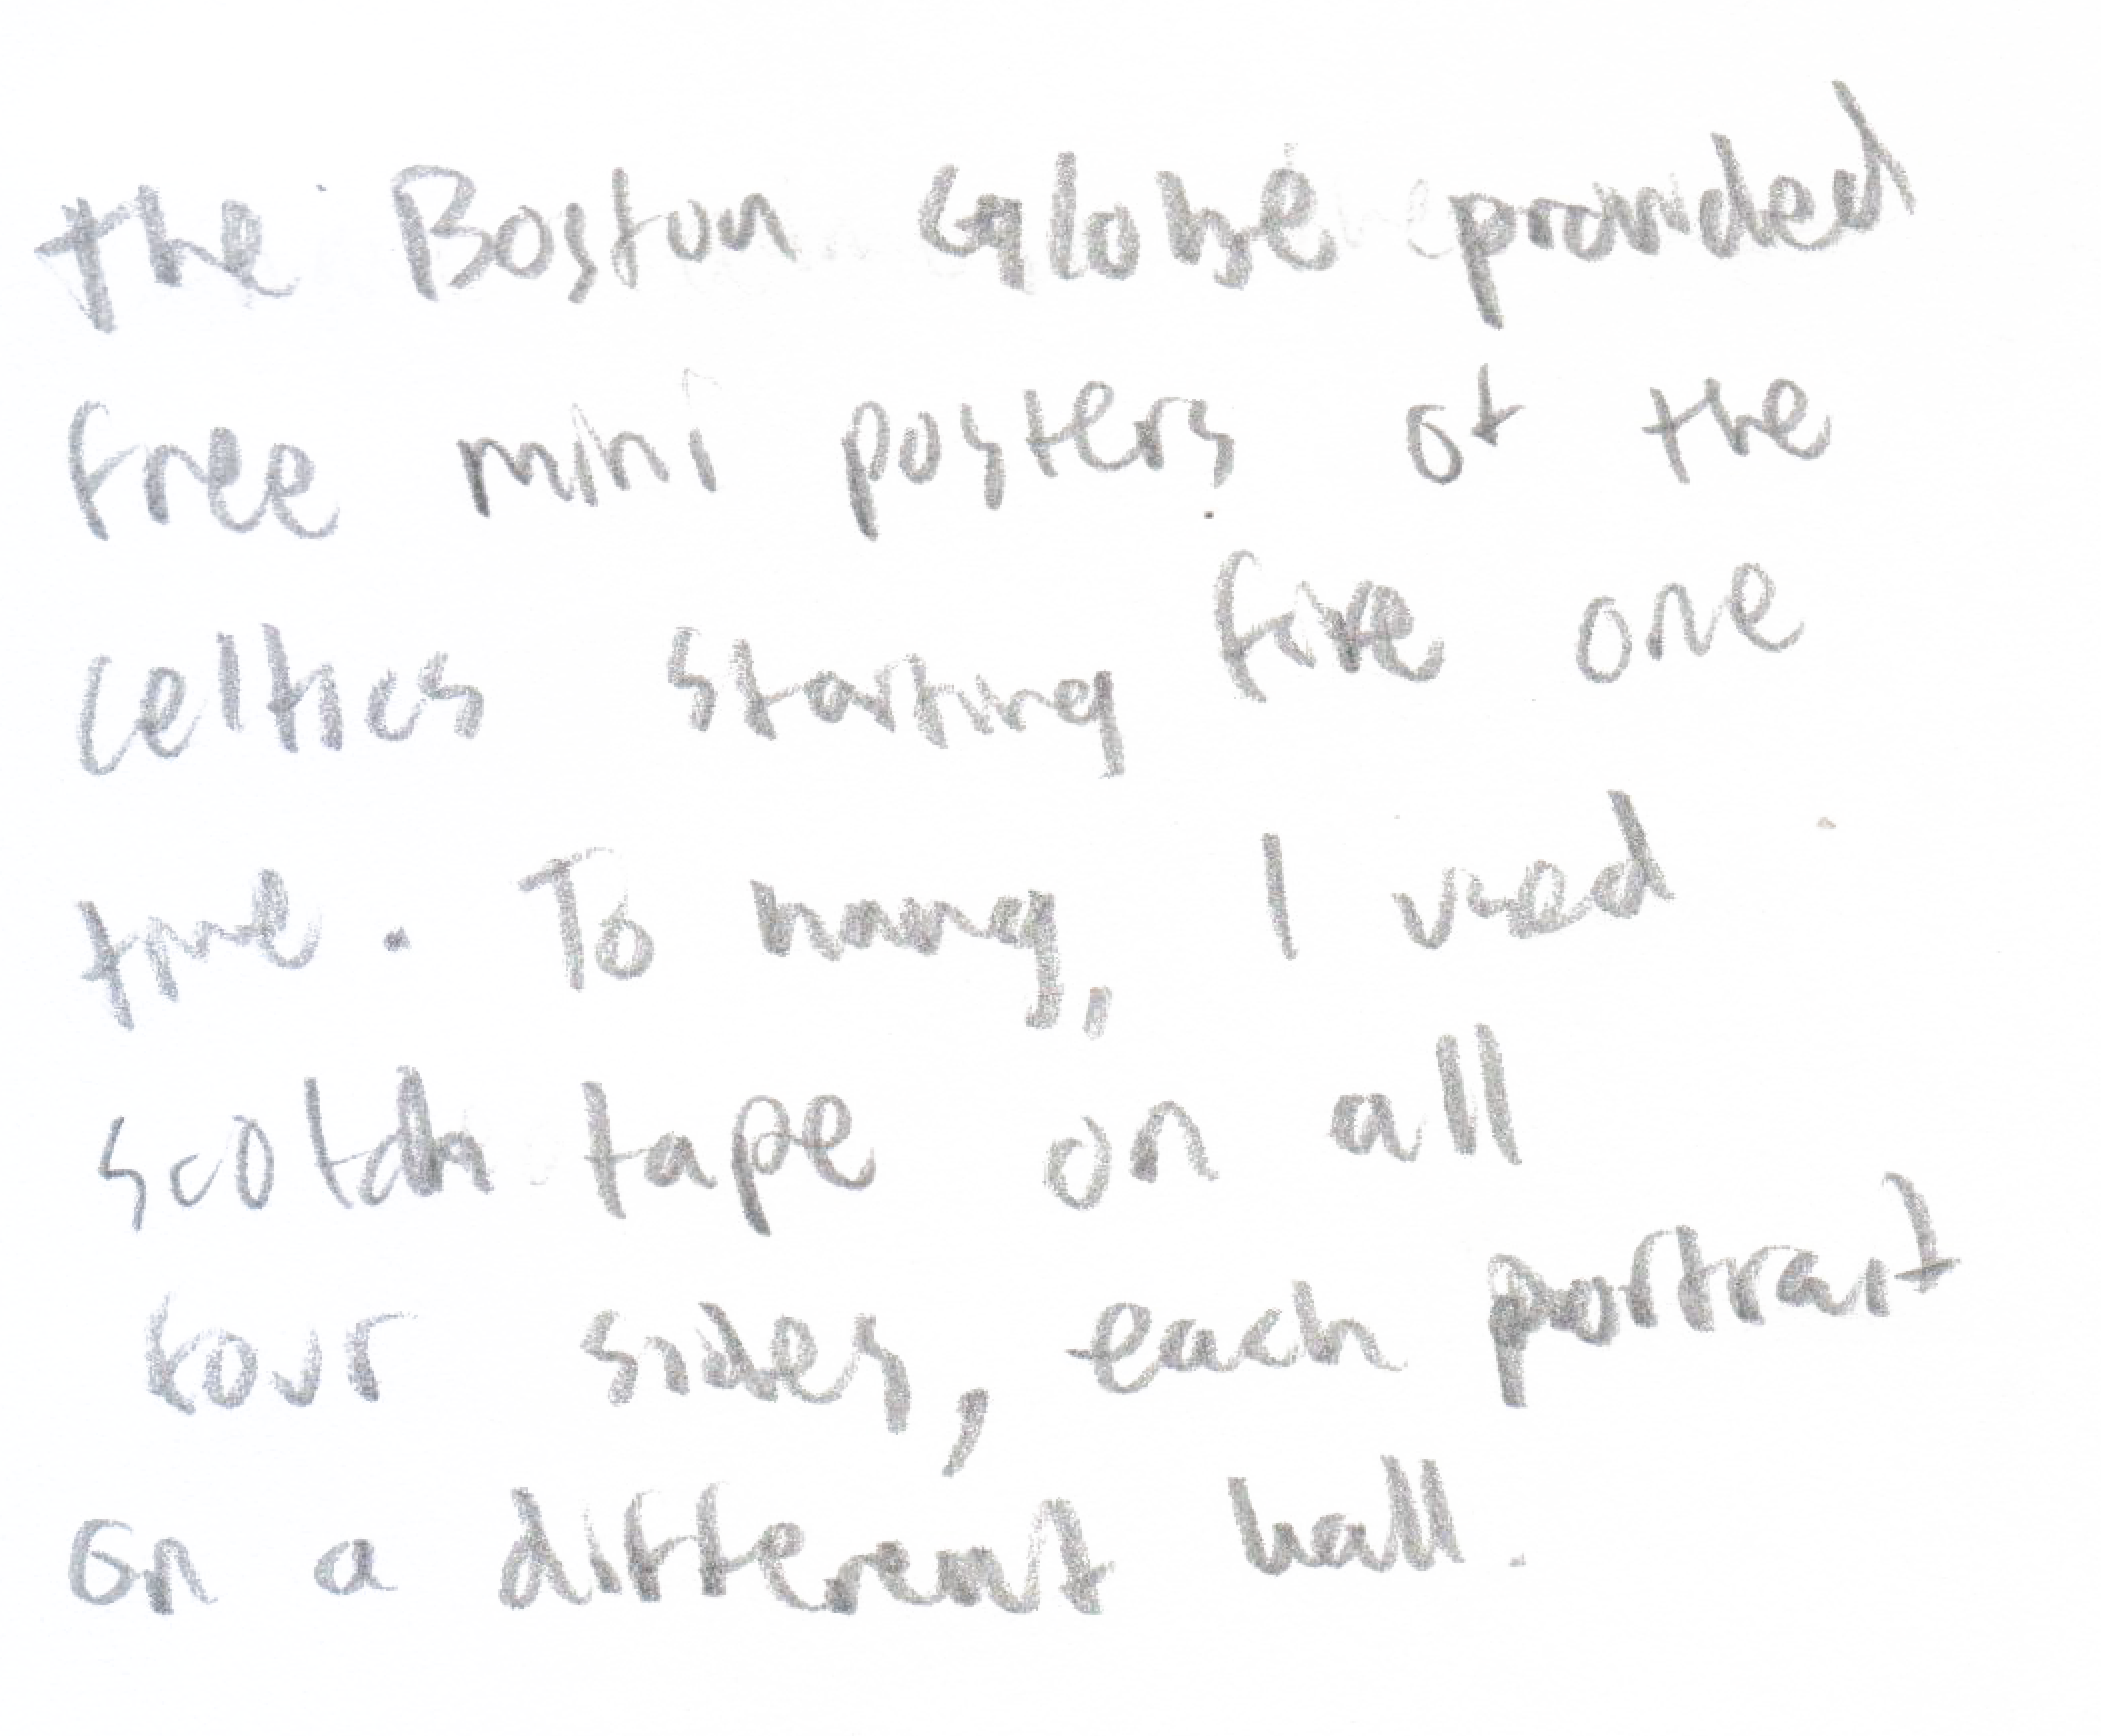 the Boston Globe provided
free mini posters of the
Celtics starting five one
time. To hang, I used
scotch tape on all
four sides, each portrait
on a different wall.